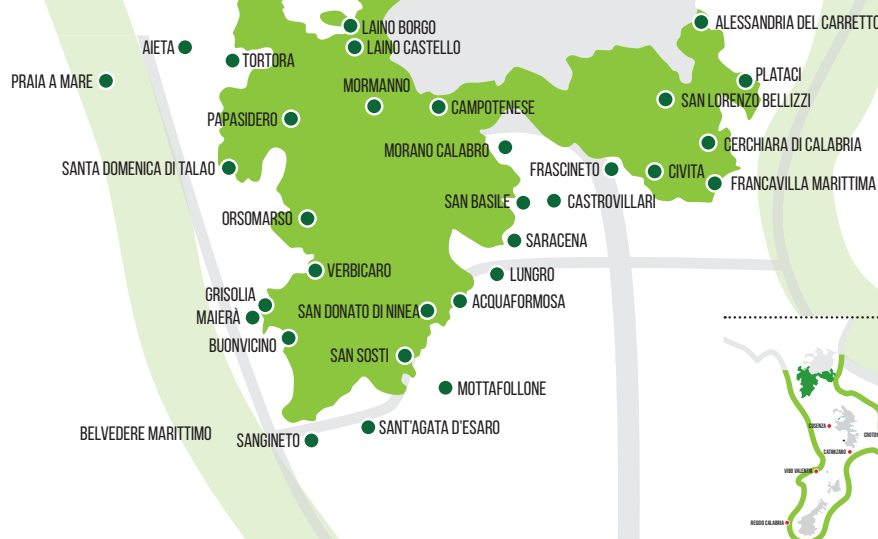 LAINO BORGO
ALESSANDRIA DEL CARRETTO
AIETA
LAINO CASTELLO
TORTORA
PRAIA A MARE
MORMANNO
PLATACI
SAN LORENZO BELLIZZI
CAMPOTENESE
PAPASIDERO
CERCHIARA DI CALABRIA
MORANO CALABRO
SANTA DOMENICA DI TALAO
FRASCINETO
CIVITA
FRANCAVILLA MARITTIMA
SAN BASILE
CASTROVILLARI
ORSOMARSO
SARACENA
VERBICARO
LUNGRO
GRISOLIA
ACQUAFORMOSA
SAN DONATO DI NINEA
MAIERÀ
BUONVICINO
SAN SOSTI
MOTTAFOLLONE
SANT'AGATA D'ESARO
BELVEDERE MARITTIMO
SANGINETO
COSENZA
CATANZARO
VIBO VALENTIA
REGGIO CALABRIA